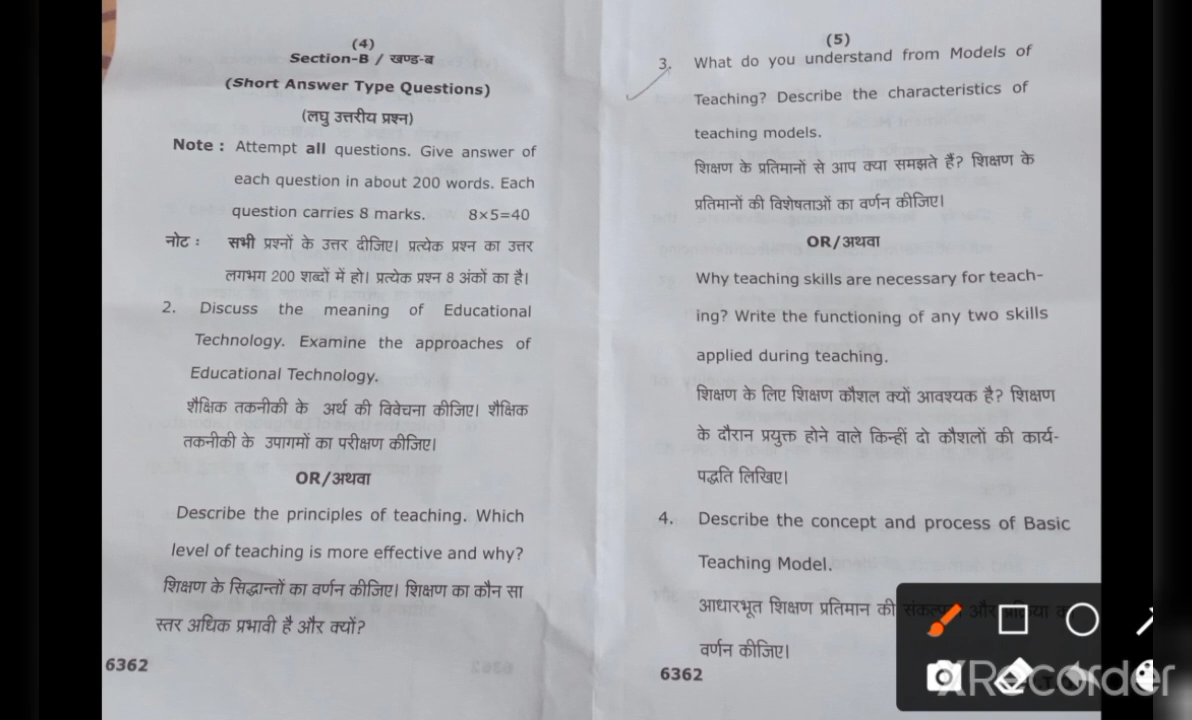 (4)
Section-B / खण्ड-ब
(Short Answer Type Questions)
(लघु उत्तरीय प्रश्न)
Note : Attempt all questions. Give answer of
each question in about 200 words. Each
question carries 8 marks. 8×5=40
नोट : सभी प्रश्नों के उत्तर दीजिए। प्रत्येक प्रश्न का उत्तर
लगभग 200 शब्दों में हो। प्रत्येक प्रश्न 8 अंकों का है।
2. Discuss the meaning of Educational
Technology. Examine the approaches of
Educational Technology.
शैक्षिक तकनीकी के अर्थ की विवेचना कीजिए। शैक्षिक
तकनीकी के उपागमों का परीक्षण कीजिए।
OR/अथवा
Describe the principles of teaching. Which
level of teaching is more effective and why?
शिक्षण के सिद्धान्तों का वर्णन कीजिए। शिक्षण का कौन सा
स्तर अधिक प्रभावी है और क्यों?
6362
(5)
3. What do you understand from Models of
Teaching? Describe the characteristics of
teaching models.
शिक्षण के प्रतिमानों से आप क्या समझते हैं? शिक्षण के
प्रतिमानों की विशेषताओं का वर्णन कीजिए।
OR/अथवा
Why teaching skills are necessary for teach-
ing? Write the functioning of any two skills
applied during teaching.
शिक्षण के लिए शिक्षण कौशल क्यों आवश्यक है? शिक्षण
के दौरान प्रयुक्त होने वाले किन्हीं दो कौशलों की कार्य-
पद्धति लिखिए।
4. Describe the concept and process of Basic
Teaching Model.
आधारभूत शिक्षण प्रतिमान की और
वर्णन कीजिए।
6362
XRecorder